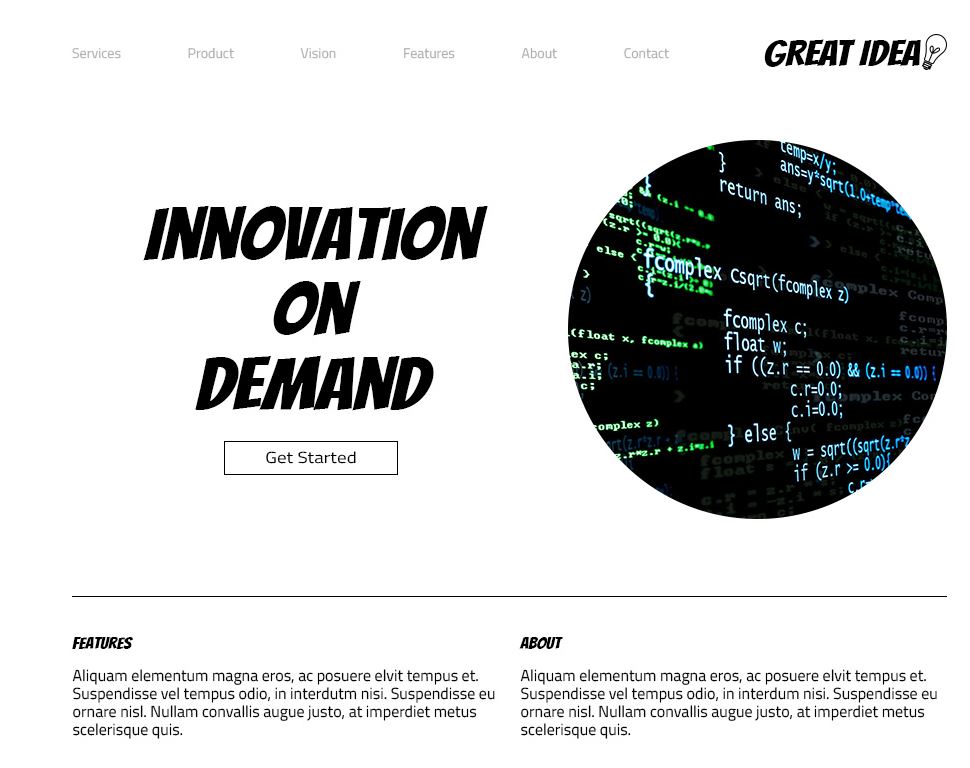 Services Product Vision Features About Contact GREAT IDEA
INNOVATION
ON
DEMAND
Get Started
temp=x/y;
}
ans=y*sqrt(1.0+temp*te
return ans;
fcomplex Csqrt(fcomplex z)
{
fcomplex c;
float w;
if ((z.r == 0.0) && (z.i == 0.0)) {
c.r=0.0;
c.i=0.0;
} else {
w = sqrt((sqrt(z.r*z
if (z.r >= 0.0){
(float x, fcomplex a)
omplex z)
FEATURES
Aliquam elementum magna eros, ac posuere elvit tempus et.
Suspendisse vel tempus odio, in interdutm nisi. Suspendisse eu
ornare nisl. Nullam convallis augue justo, at imperdiet metus
scelerisque quis.
ABOUT
Aliquam elementum magna eros, ac posuere elvit tempus et.
Suspendisse vel tempus odio, in interdum nisi. Suspendisse eu
ornare nisl. Nullam convallis augue justo, at imperdiet metus
scelerisque quis.